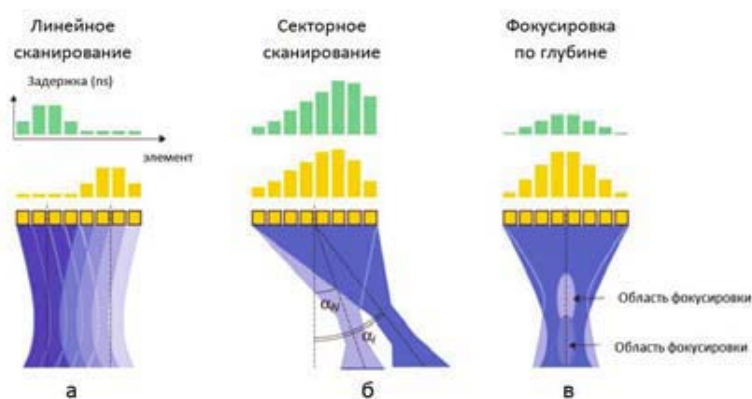 Линейное
сканирование
Секторное
сканирование
Фокусировка
по глубине
Задержка (ns)
элемент
Область фокусировки
Область фокусировки
а
б
в